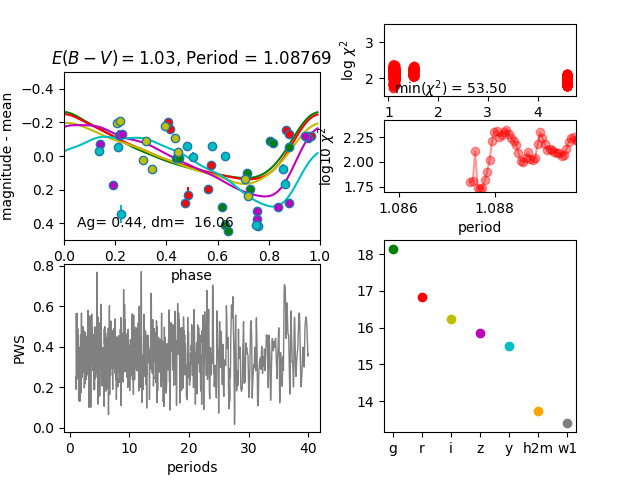 E(B − V) = 1.03, Period = 1.08769
magnitude - mean
−0.4
−0.2
0.0
0.2
0.4
Ag= 0.44, dm=  16.06
0.0 0.2 0.4 0.6 0.8 1.0
phase
log χ²
3
2
min(χ²) = 53.50
1 2 3 4
log10 χ²
2.25
2.00
1.75
1.086 1.088
period
PWS
0.8
0.6
0.4
0.2
0.0
0 10 20 30 40
periods
18
17
16
15
14
g r i z y h2m w1